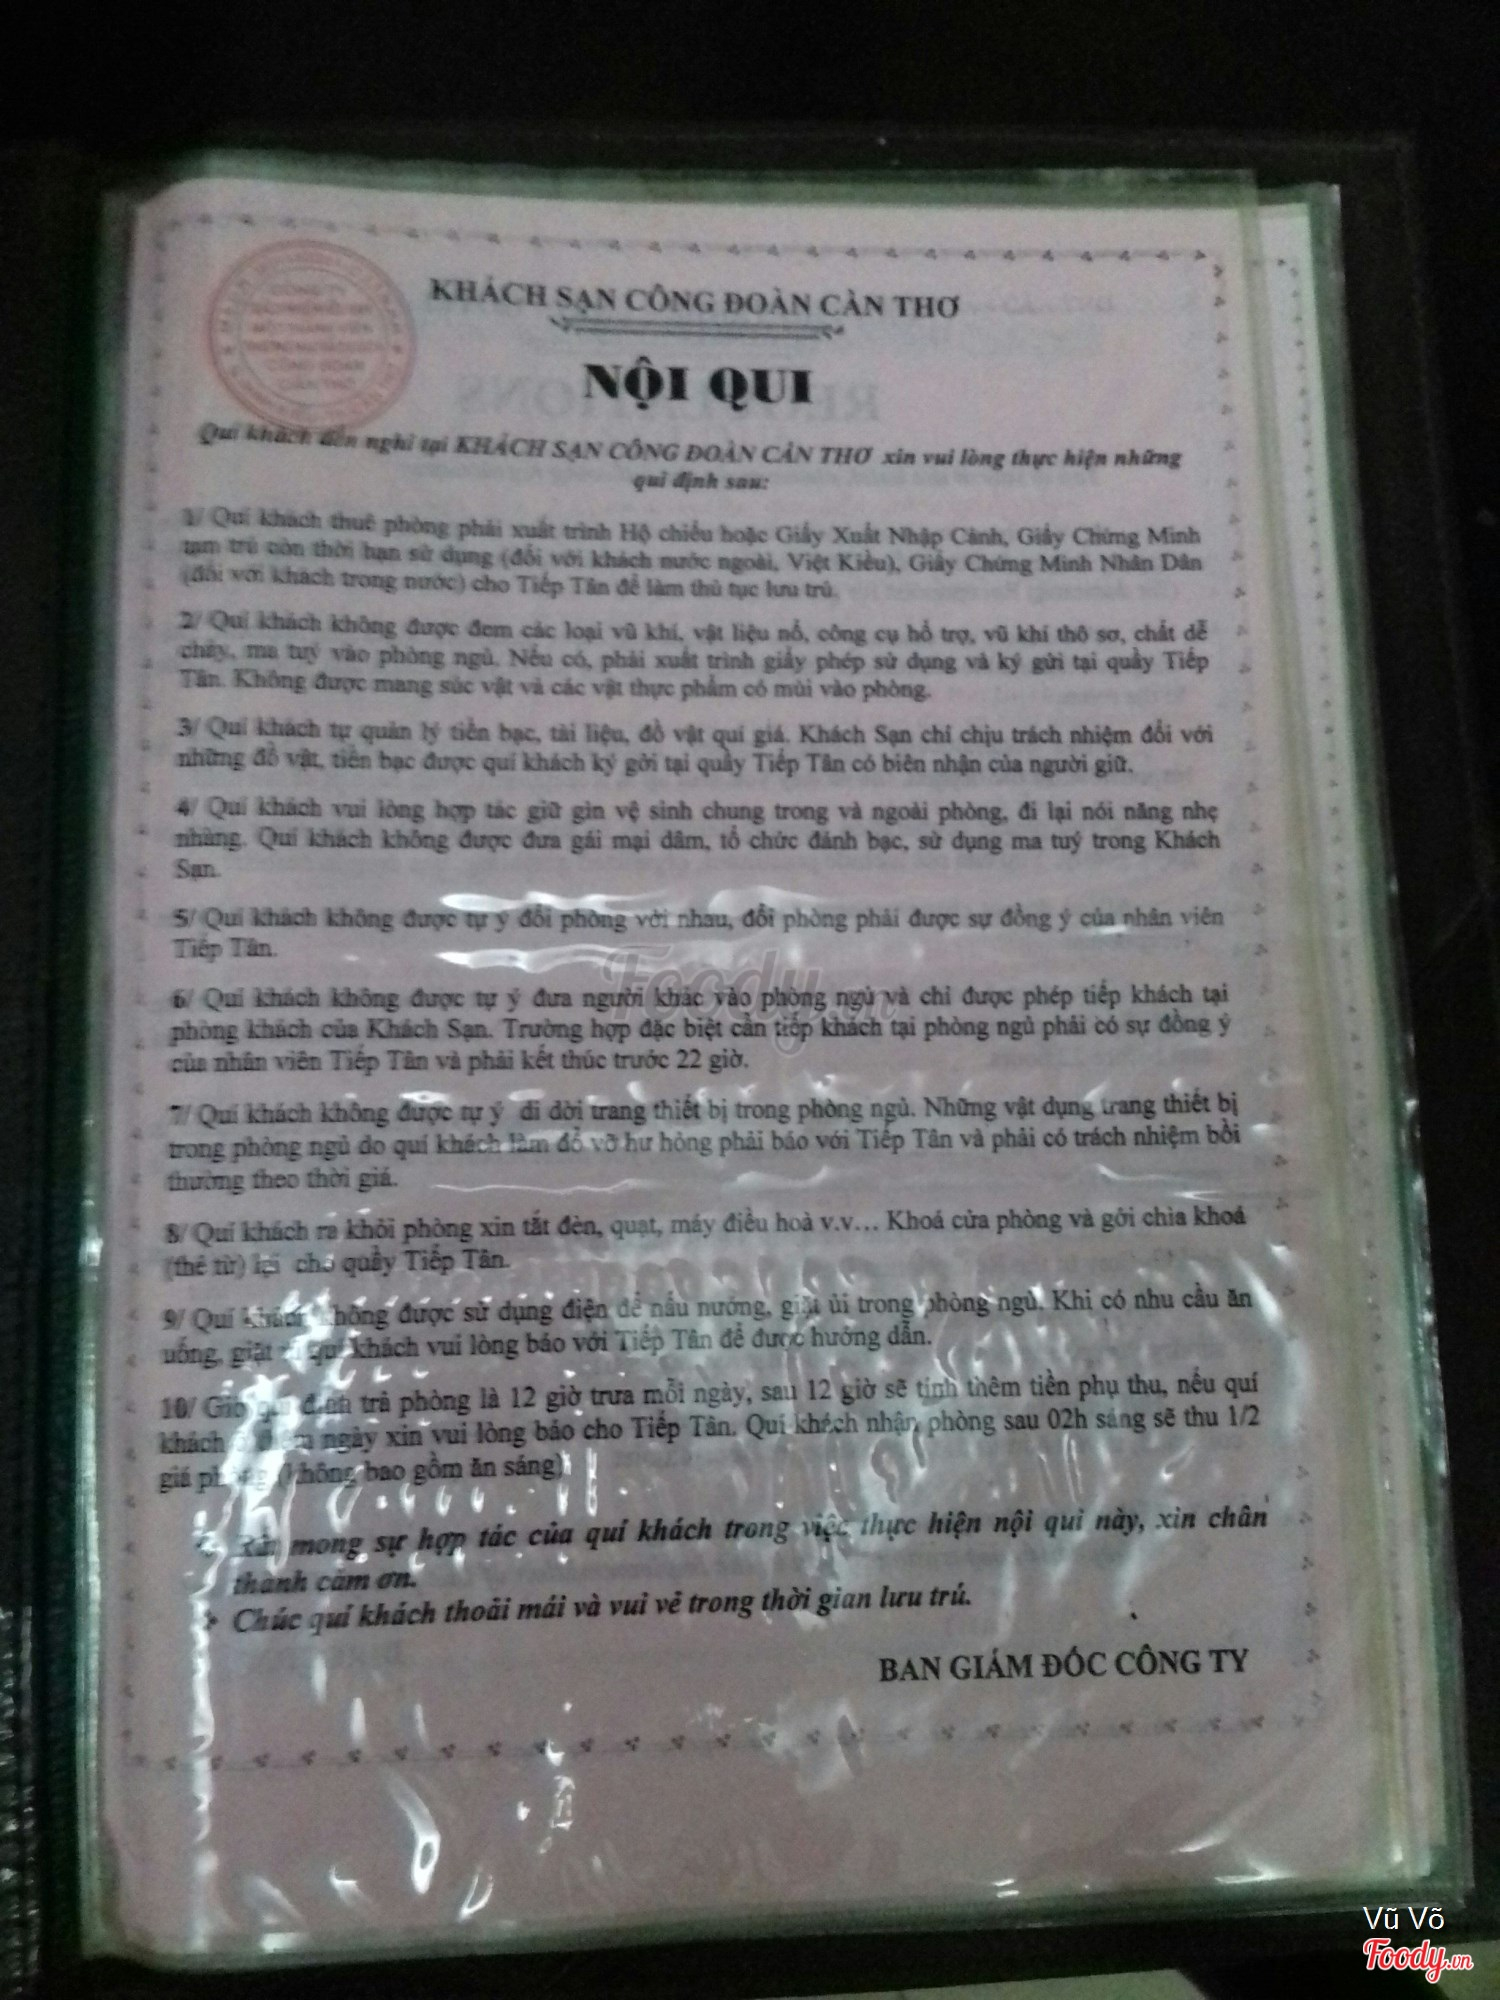 KHÁCH SẠN CÔNG ĐOÀN CẦN THƠ
NỘI QUI
Quí khách đến nghỉ tại KHÁCH SẠN CÔNG ĐOÀN CẦN THƠ xin vui lòng thực hiện những
qui định sau:
1/ Quí khách thuê phòng phải xuất trình Hộ chiếu hoặc Giấy Xuất Nhập Cảnh, Giấy Chứng Minh
tạm trú còn thời hạn sử dụng (đối với khách nước ngoài, Việt Kiều), Giấy Chứng Minh Nhân Dân
(đối với khách trong nước) cho Tiếp Tân để làm thủ tục lưu trú.
2/ Quí khách không được đem các loại vũ khí, vật liệu nổ, công cụ hỗ trợ, vũ khí thô sơ, chất dễ
cháy, ma tuý vào phòng ngủ. Nếu có, phải xuất trình giấy phép sử dụng và ký gửi tại quầy Tiếp
Tân. Không được mang súc vật và các vật thực phẩm có mùi vào phòng.
3/ Quí khách tự quản lý tiền bạc, tài liệu, đồ vật quí giá. Khách Sạn chỉ chịu trách nhiệm đối với
những đồ vật, tiền bạc được quí khách ký gởi tại quầy Tiếp Tân có biên nhận của người giữ.
4/ Quí khách vui lòng hợp tác giữ gìn vệ sinh chung trong và ngoài phòng, đi lại nói năng nhẹ
nhàng. Quí khách không được đưa gái mại dâm, tổ chức đánh bạc, sử dụng ma tuý trong Khách
Sạn.
5/ Quí khách không được tự ý đổi phòng với nhau, đổi phòng phải được sự đồng ý của nhân viên
Tiếp Tân.
6/ Quí khách không được tự ý đưa người khác vào phòng ngủ và chỉ được phép tiếp khách tại
phòng khách của Khách Sạn. Trường hợp đặc biệt cần tiếp khách tại phòng ngủ phải có sự đồng ý
của nhân viên Tiếp Tân và phải kết thúc trước 22 giờ.
7/ Quí khách không được tự ý di dời trang thiết bị trong phòng ngủ. Những vật dụng trang thiết bị
trong phòng ngủ do quí khách làm đổ vỡ hư hỏng phải báo với Tiếp Tân và phải có trách nhiệm bồi
thường theo thời giá.
8/ Quí khách ra khỏi phòng xin tắt đèn, quạt, máy điều hoà v.v... Khoá cửa phòng và gởi chìa khoá
(thẻ từ) lại cho quầy Tiếp Tân.
9/ Quí khách không được sử dụng điện để nấu nướng, giặt ủi trong phòng ngủ. Khi có nhu cầu ăn
uống, giặt quí khách vui lòng báo với Tiếp Tân để được hướng dẫn.
10/ Giờ qui định trả phòng là 12 giờ trưa mỗi ngày, sau 12 giờ sẽ tính thêm tiền phụ thu, nếu quí
khách ngày xin vui lòng báo cho Tiếp Tân. Quí khách nhận phòng sau 02h sáng sẽ thu 1/2
giá phòng (không bao gồm ăn sáng)
Rất mong sự hợp tác của quí khách trong việc thực hiện nội qui này, xin chân
thành cảm ơn.
Chúc quí khách thoải mái và vui vẻ trong thời gian lưu trú.
BAN GIÁM ĐỐC CÔNG TY
Foody.vn
Vũ Võ
Foody.vn